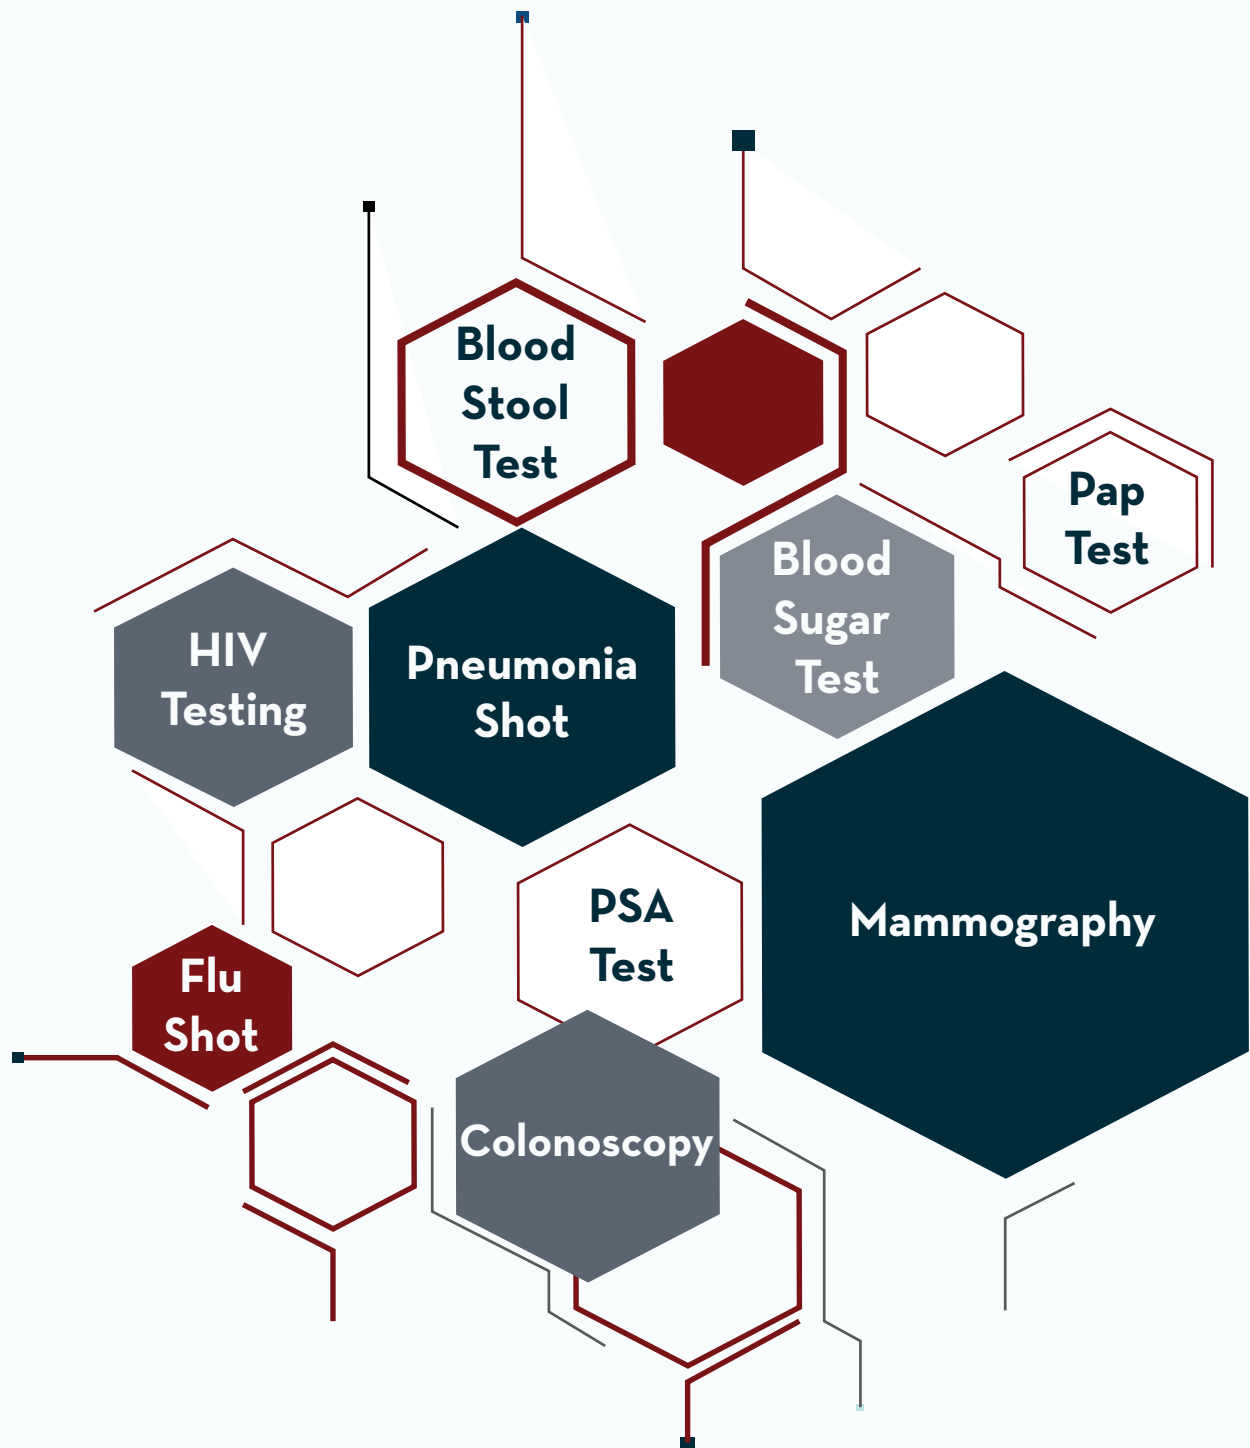 Blood
Stool
Test
Pap
Test
Blood
Sugar
Test
HIV
Testing
Pneumonia
Shot
PSA
Test
Mammography
Flu
Shot
Colonoscopy